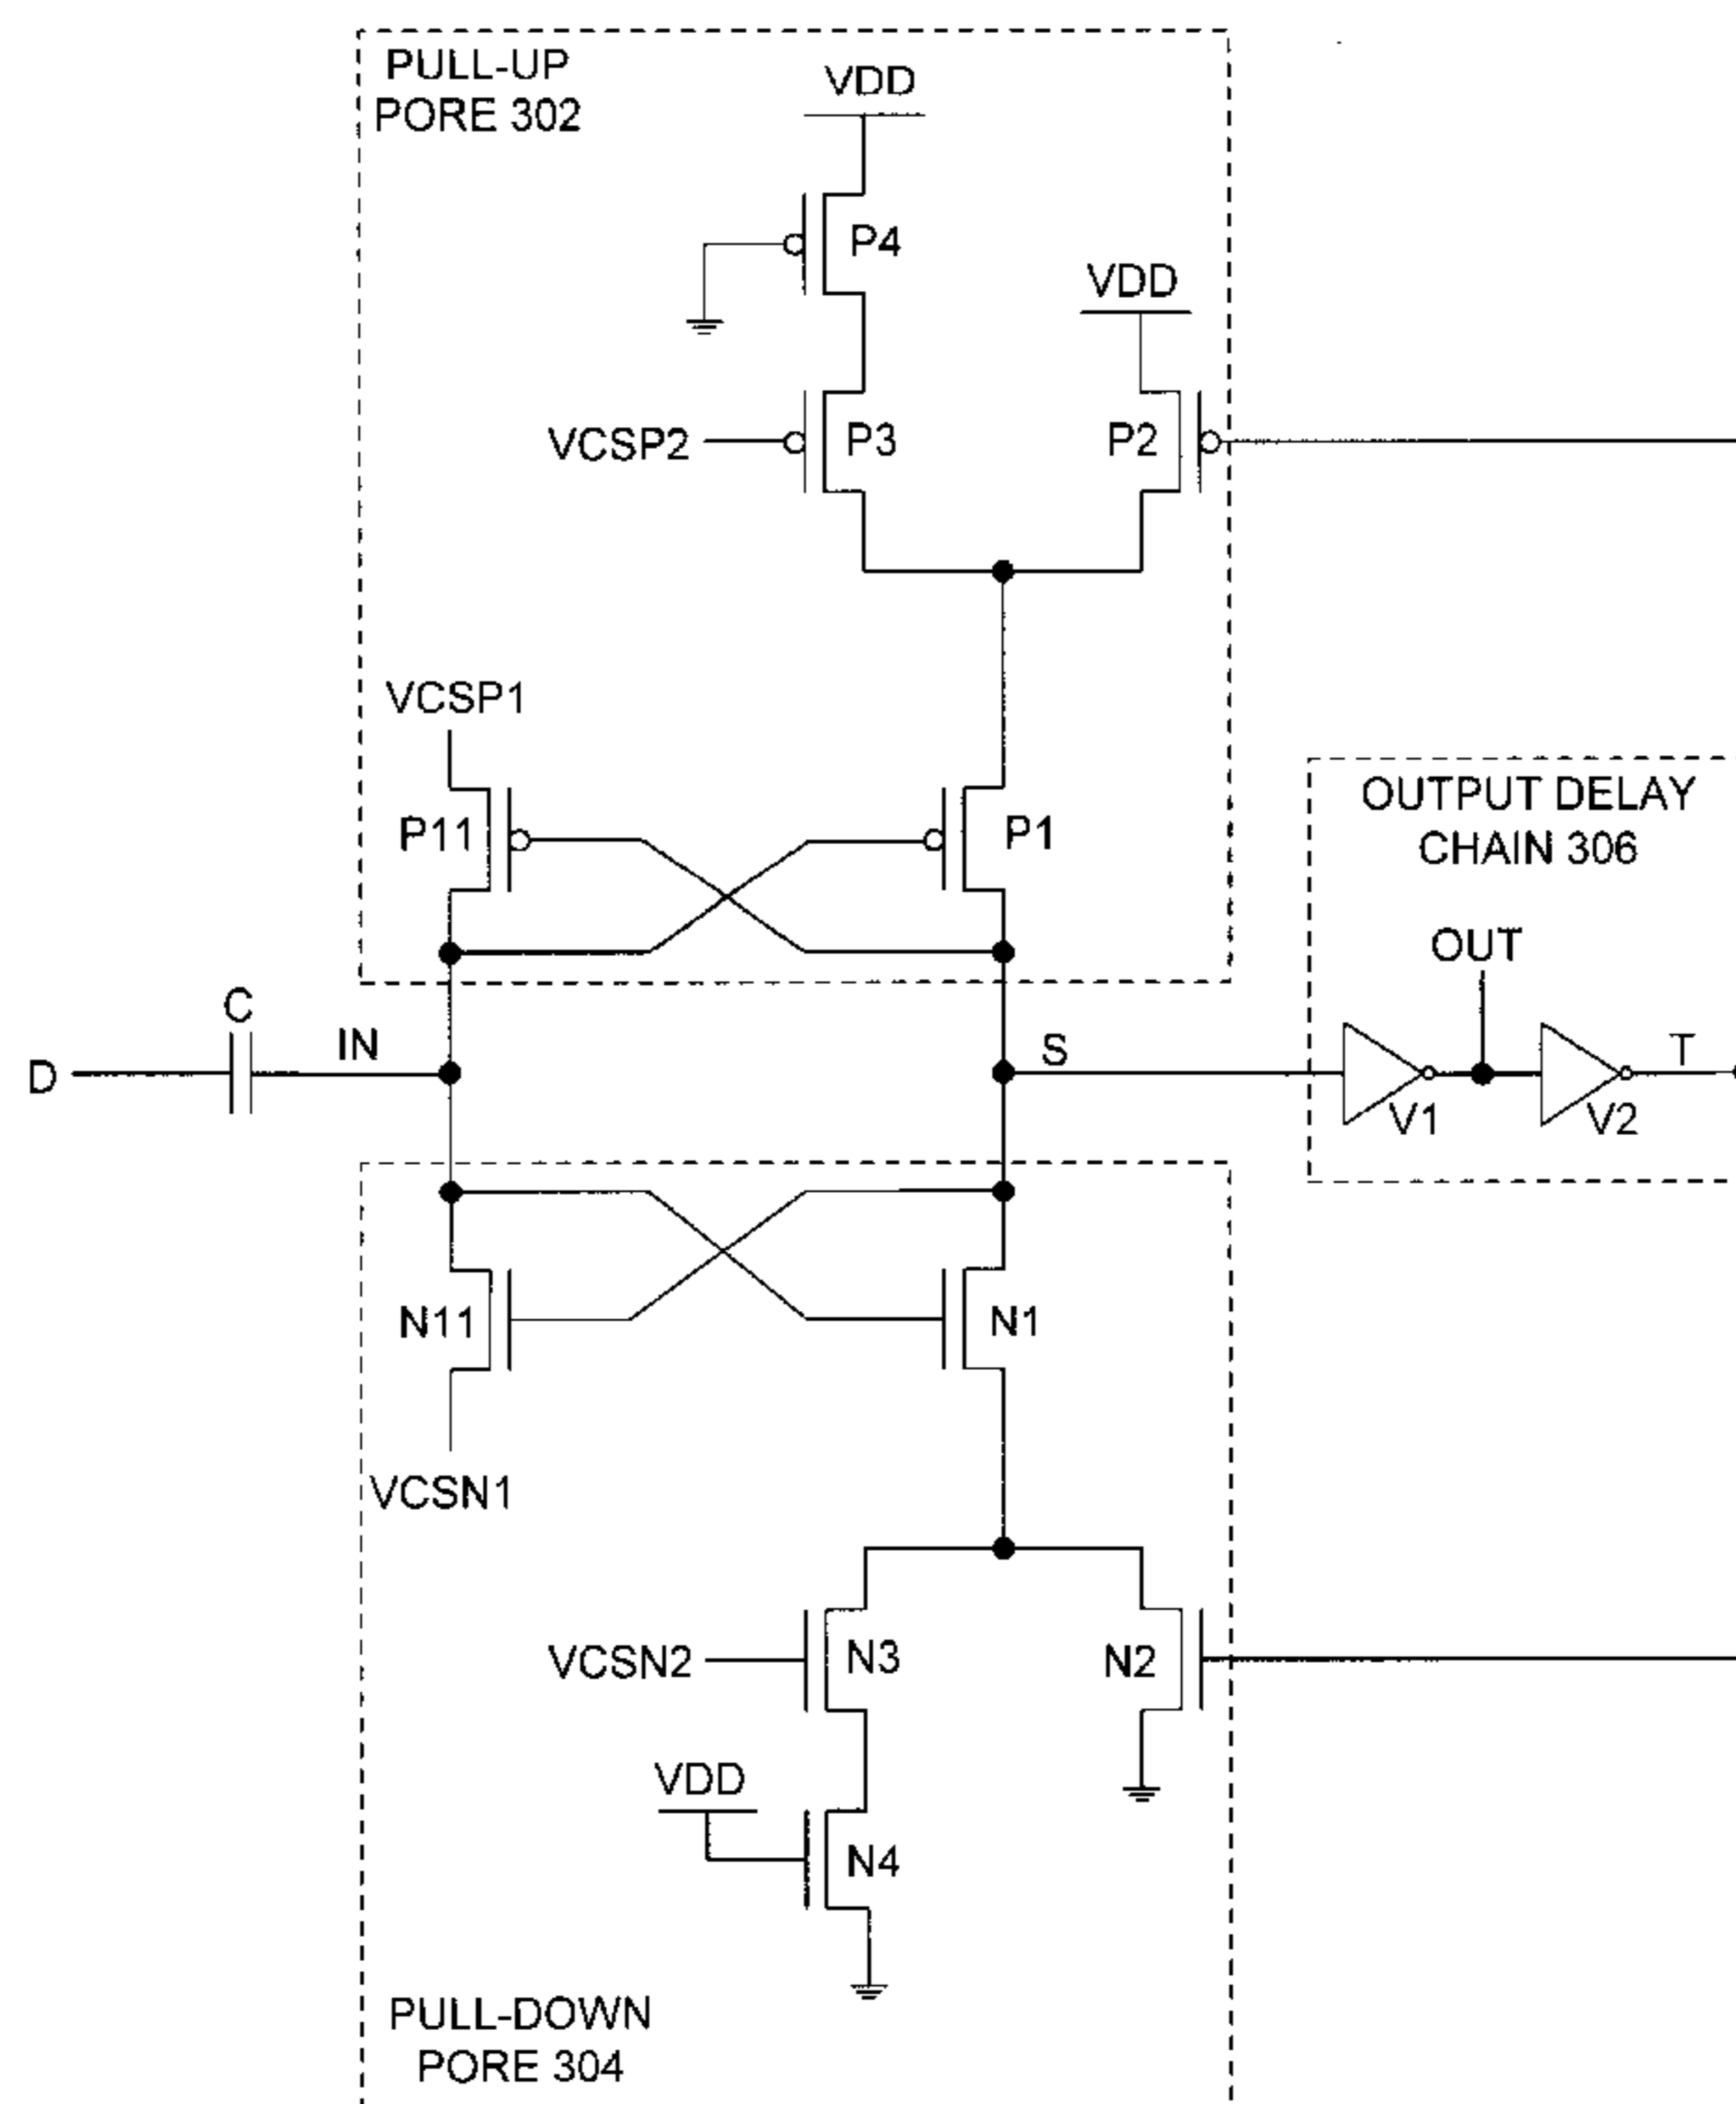 PULL-UP
PORE 302
VDD
P4
VDD
VCSP2
P3
P2
VCSP1
P11
P1
OUTPUT DELAY
CHAIN 306
OUT
C
IN
S
T
D
V1
V2
N11
N1
VCSN1
VCSN2
N3
N2
VDD
N4
PULL-DOWN
PORE 304